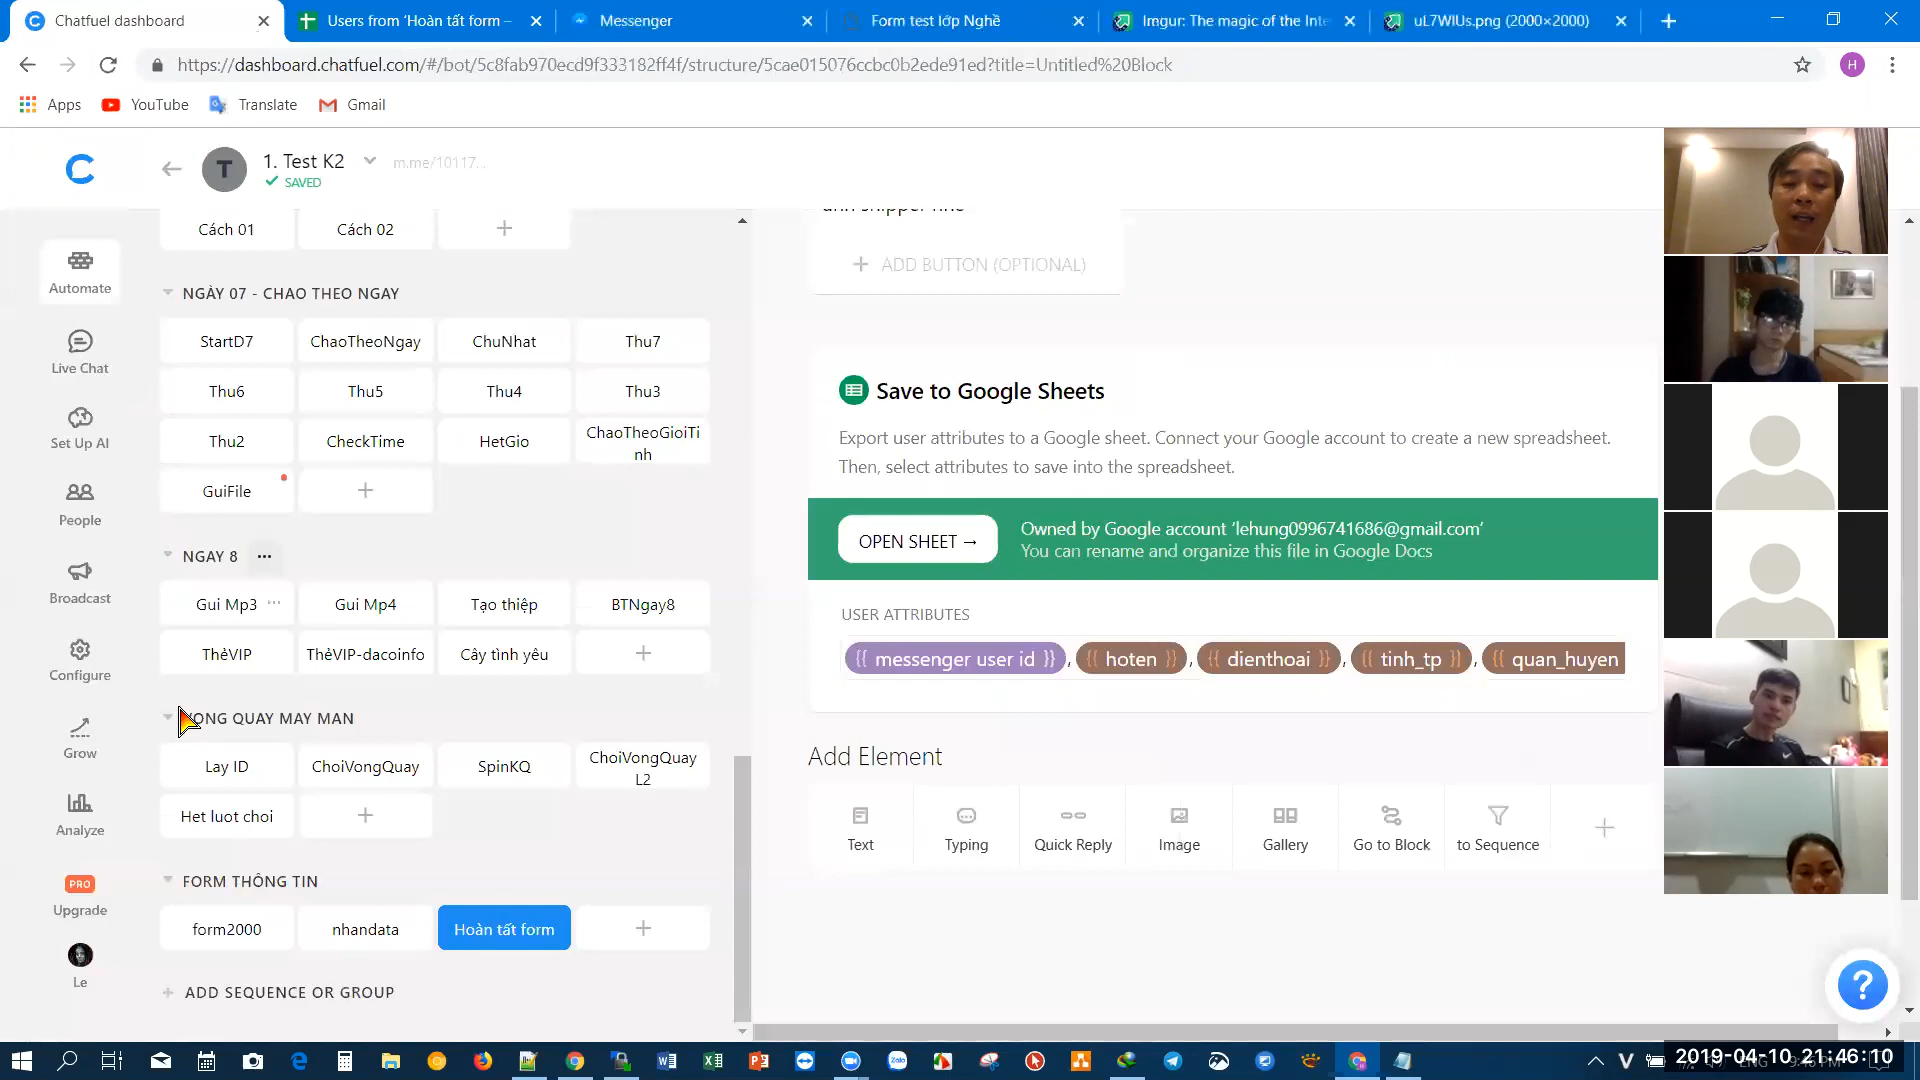 Chatfuel dashboard
Users from 'Hoàn tất form –
Messenger
Form test lớp Nghề
Imgur: The magic of the Inte
uL7WIUs.png (2000×2000)
https://dashboard.chatfuel.com/#/bot/5c8fab970ecd9f333182ff4f/structure/5cae015076ccbc0b2ede91ed?title=Untitled%20Block
H
Apps
YouTube
Translate
Gmail
T
1. Test K2
m.me/10117...
SAVED
Automate
Live Chat
Set Up AI
People
Broadcast
Configure
Grow
Analyze
PRO
Upgrade
Le
Cách 01
Cách 02
NGÀY 07 - CHAO THEO NGAY
StartD7
ChaoTheoNgay
ChuNhat
Thu7
Thu6
Thu5
Thu4
Thu3
Thu2
CheckTime
HetGio
ChaoTheoGioiTi
nh
GuiFile
NGAY 8
Gui Mp3
Gui Mp4
Tạo thiệp
BTNgay8
ThẻVIP
ThẻVIP-dacoinfo
Cây tình yêu
VONG QUAY MAY MAN
Lay ID
ChoiVongQuay
SpinKQ
ChoiVongQuay
L2
Het luot choi
FORM THÔNG TIN
form2000
nhandata
Hoàn tất form
ADD SEQUENCE OR GROUP
ADD BUTTON (OPTIONAL)
Save to Google Sheets
Export user attributes to a Google sheet. Connect your Google account to create a new spreadsheet.
Then, select attributes to save into the spreadsheet.
OPEN SHEET →
Owned by Google account 'lehung0996741686@gmail.com'
You can rename and organize this file in Google Docs
USER ATTRIBUTES
{{ messenger user id }}, {{ hoten }}, {{ dienthoai }}, {{ tinh_tp }}, {{ quan_huyen
Add Element
Text
Typing
Quick Reply
Image
Gallery
Go to Block
to Sequence
?
2019-04-10 21:46:10